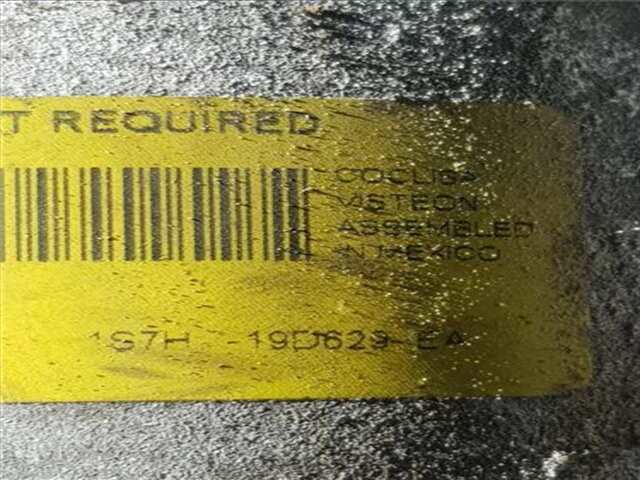 T REQUIRED
VISTEON
ASSEMBLED
IN MEXICO
1S7H -19D629-EA